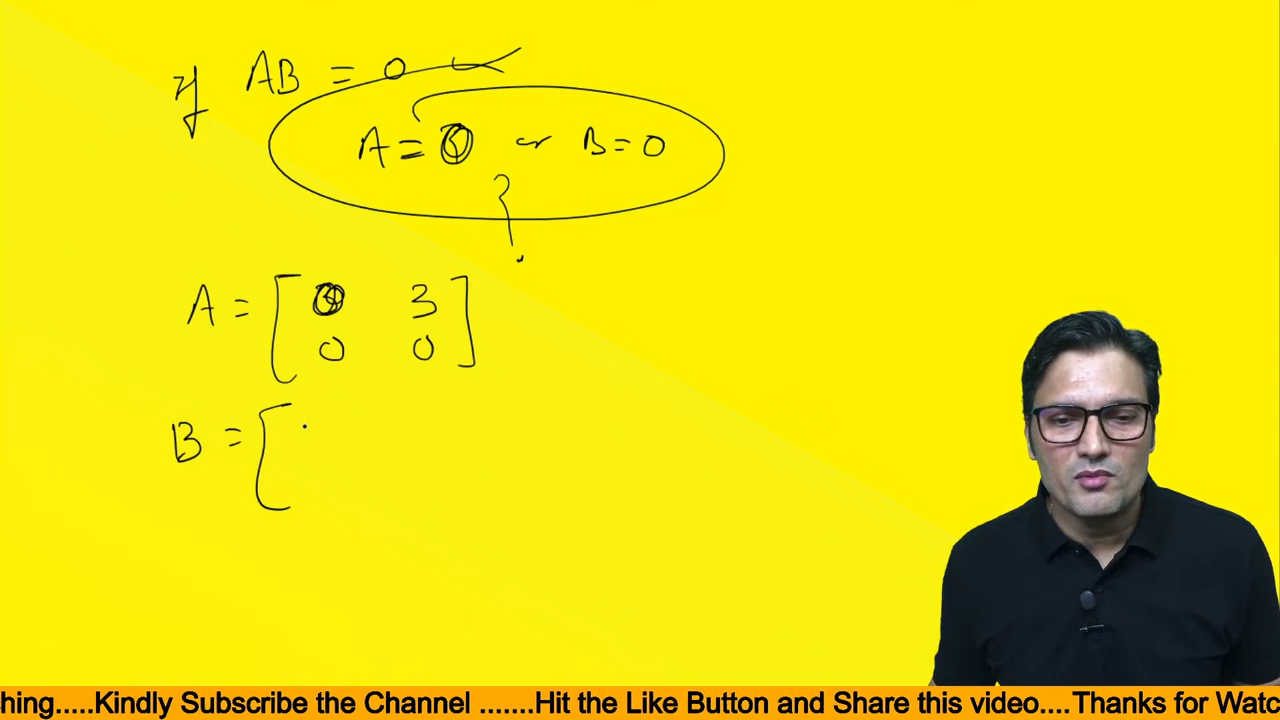 if AB = 0
A = 0 or B = 0
?
A = [ 0 3
0 0 ]
B = [
ching.....Kindly Subscribe the Channel .......Hit the Like Button and Share this video....Thanks for Watc